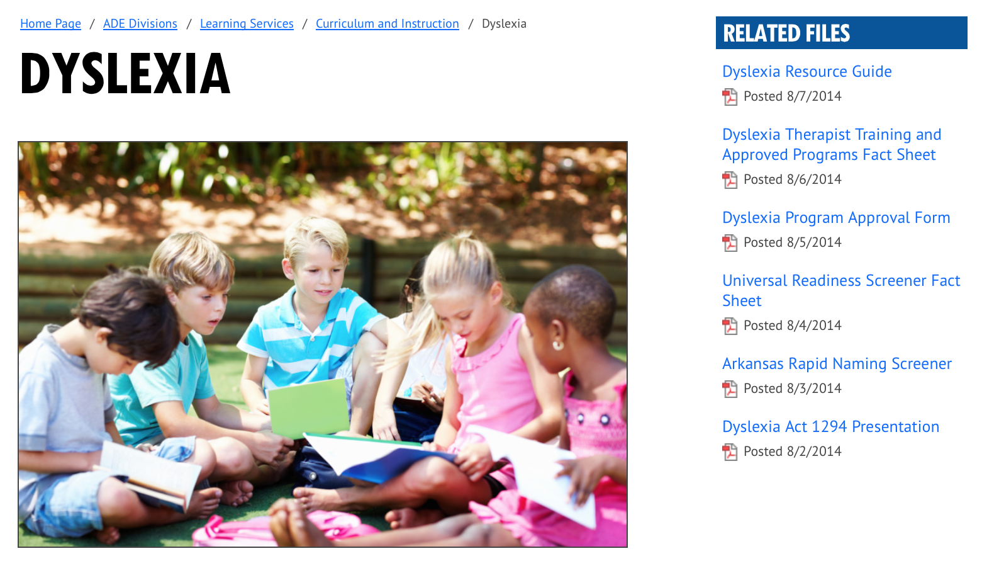 Home Page / ADE Divisions / Learning Services / Curriculum and Instruction / Dyslexia
DYSLEXIA
RELATED FILES
Dyslexia Resource Guide
Posted 8/7/2014
Dyslexia Therapist Training and
Approved Programs Fact Sheet
Posted 8/6/2014
Dyslexia Program Approval Form
Posted 8/5/2014
Universal Readiness Screener Fact
Sheet
Posted 8/4/2014
Arkansas Rapid Naming Screener
Posted 8/3/2014
Dyslexia Act 1294 Presentation
Posted 8/2/2014